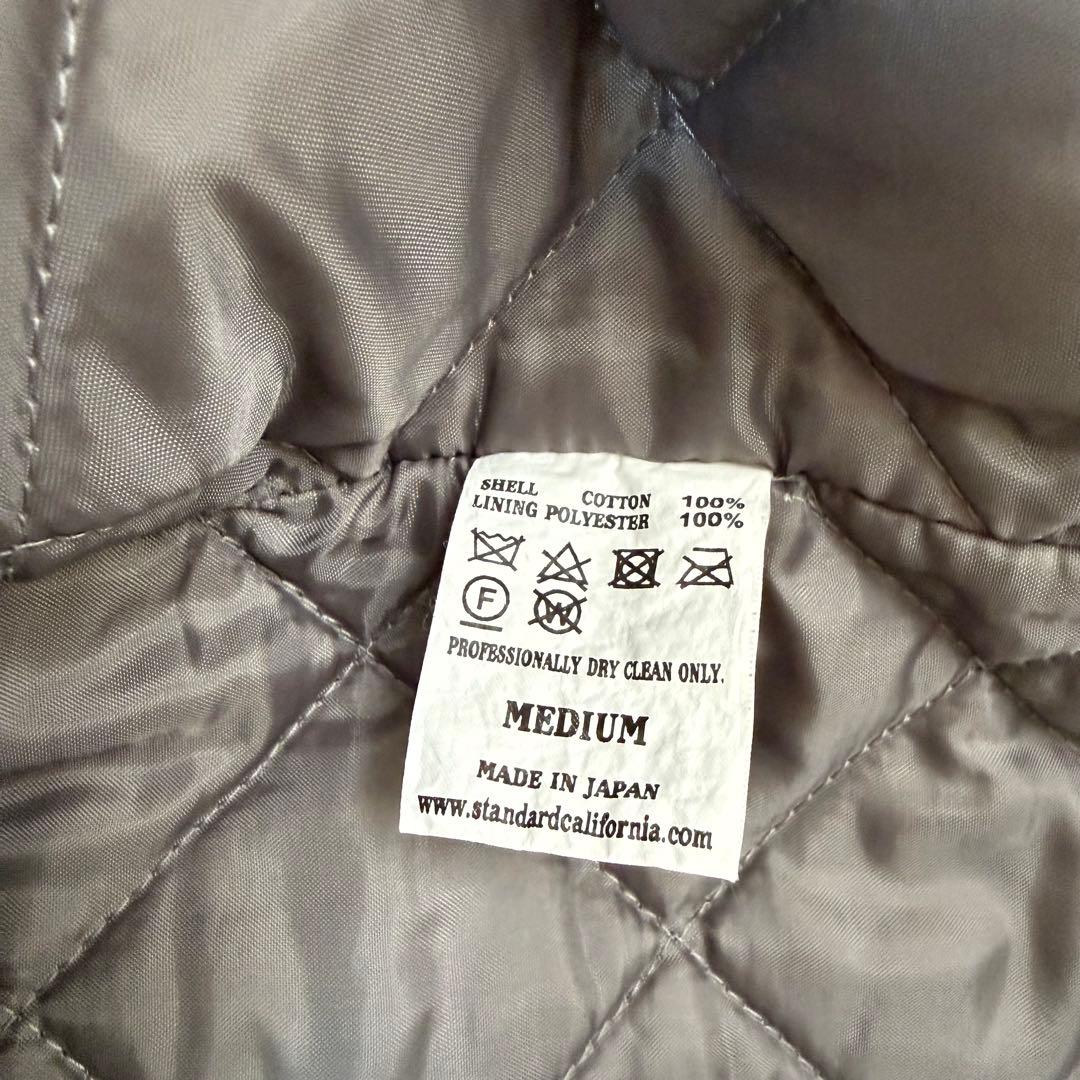 SHELL COTTON 100%
LINING POLYESTER 100%
F W
PROFESSIONALLY DRY CLEAN ONLY.
MEDIUM
MADE IN JAPAN
www.standardcalifornia.com